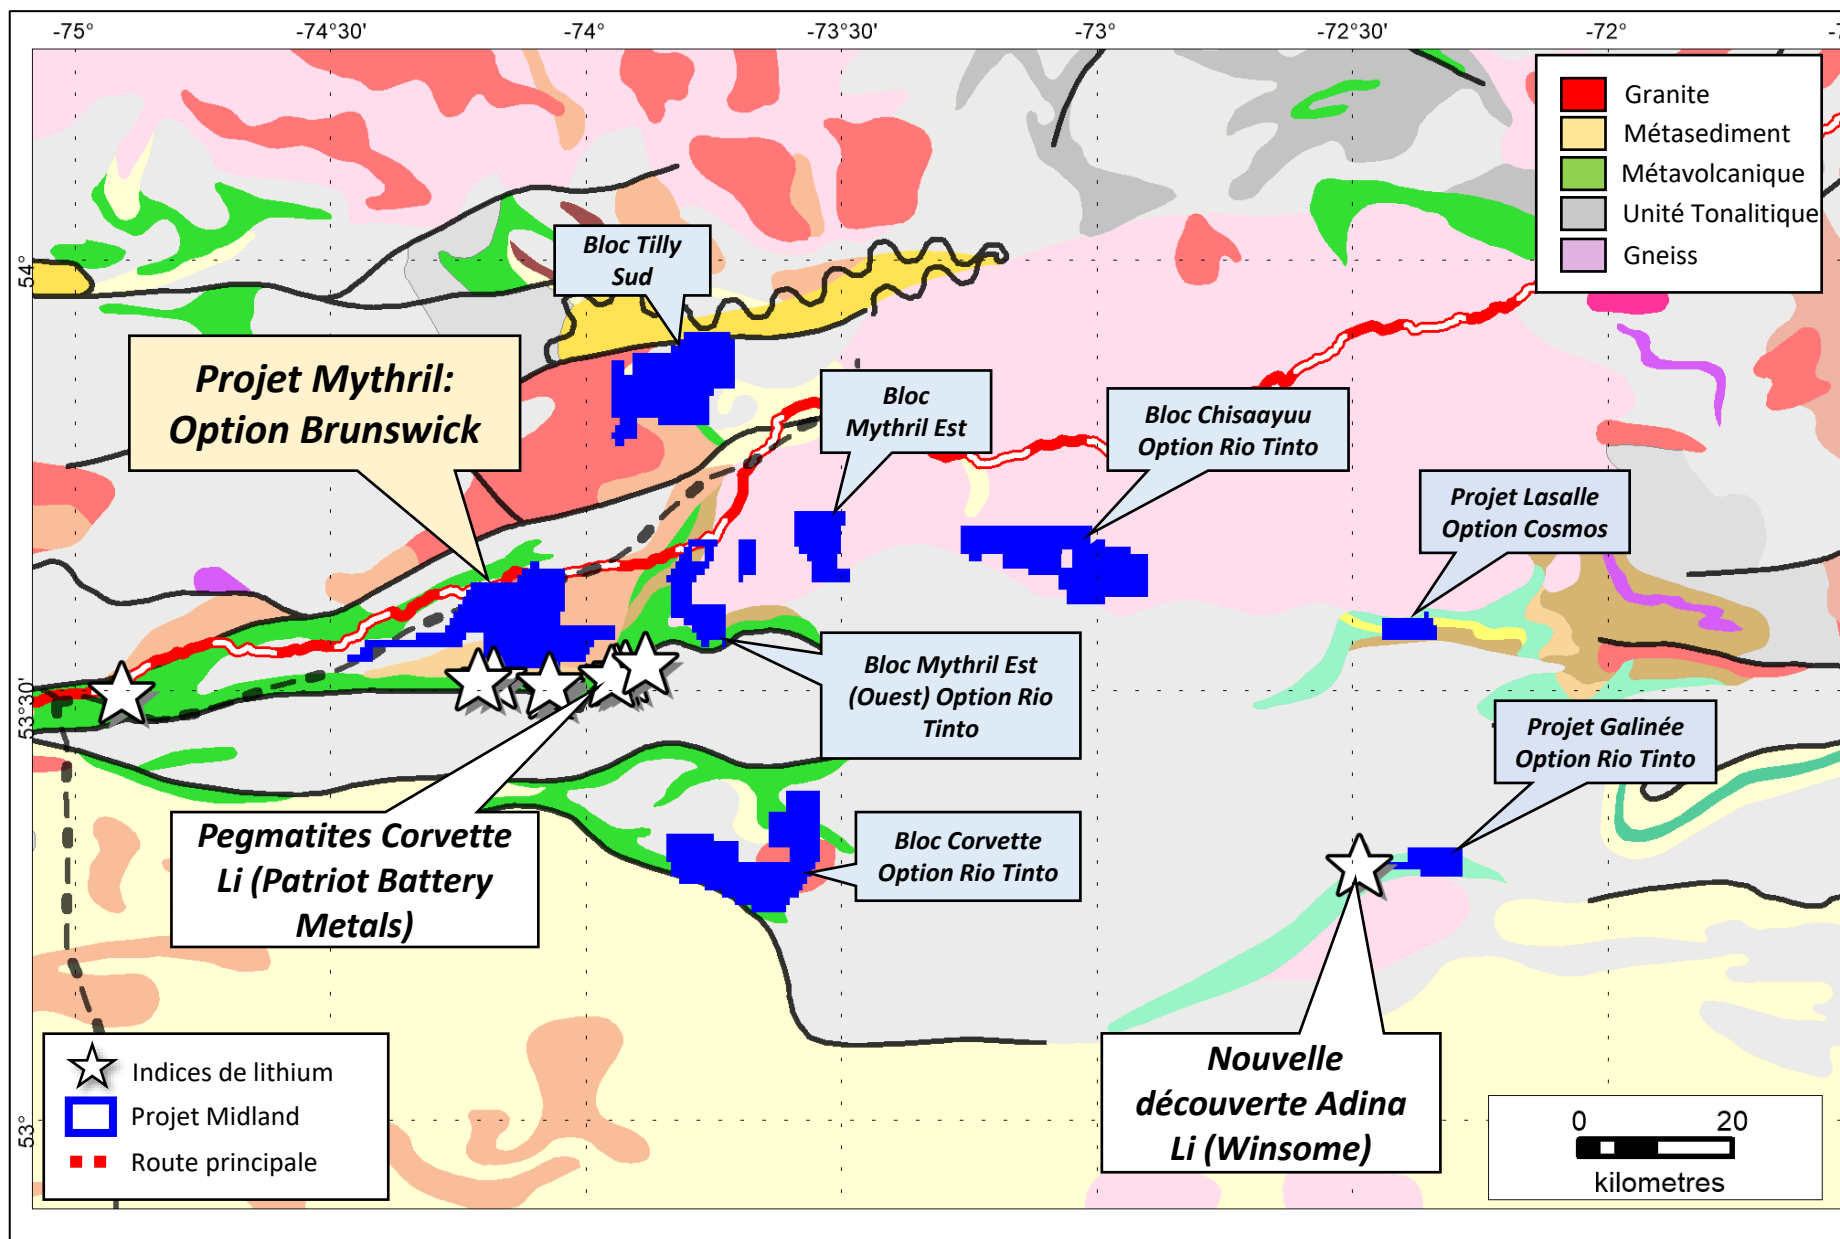 -75°
-74°30'
-74°
-73°30'
-73°
-72°30'
-72°
54°
53°30'
53°
Granite
Métasediment
Métavolcanique
Unité Tonalitique
Gneiss
Bloc Tilly
Sud
Projet Mythril:
Option Brunswick
Bloc
Mythril Est
Bloc Chisaayuu
Option Rio Tinto
Projet Lasalle
Option Cosmos
Bloc Mythril Est
(Ouest) Option Rio
Tinto
Projet Galinée
Option Rio Tinto
Pegmatites Corvette
Li (Patriot Battery
Metals)
Bloc Corvette
Option Rio Tinto
Nouvelle
découverte Adina
Li (Winsome)
Indices de lithium
Projet Midland
Route principale
0 20
kilometres